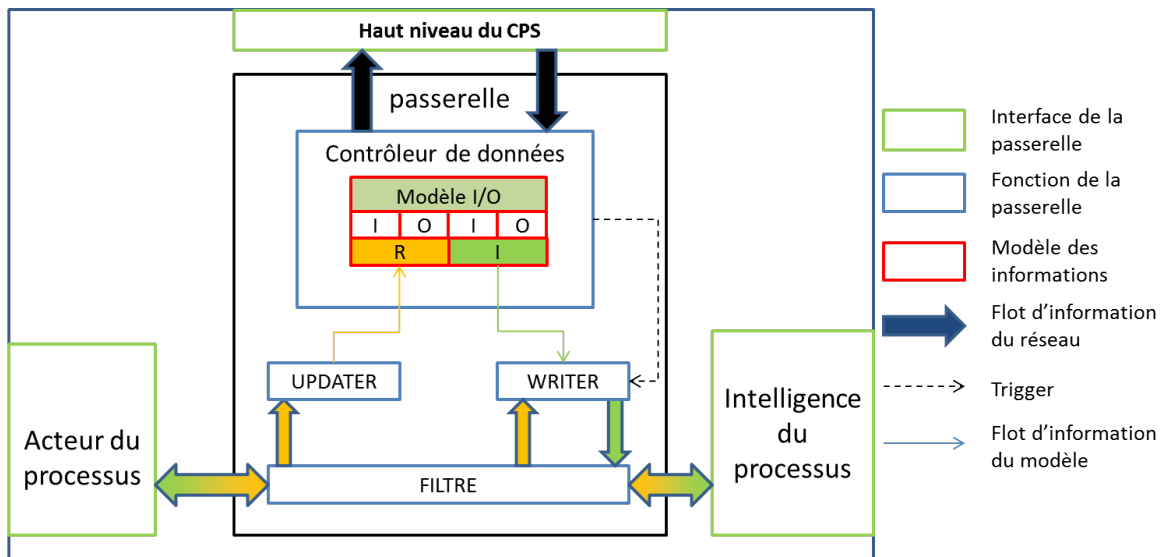 Haut niveau du CPS
passerelle
Contrôleur de données
Modèle I/O
I O I O
R I
UPDATER
WRITER
FILTRE
Acteur du
processus
Intelligence
du
processus
Interface de la
passerelle
Fonction de la
passerelle
Modèle des
informations
Flot d’information
du réseau
Trigger
Flot d’information
du modèle